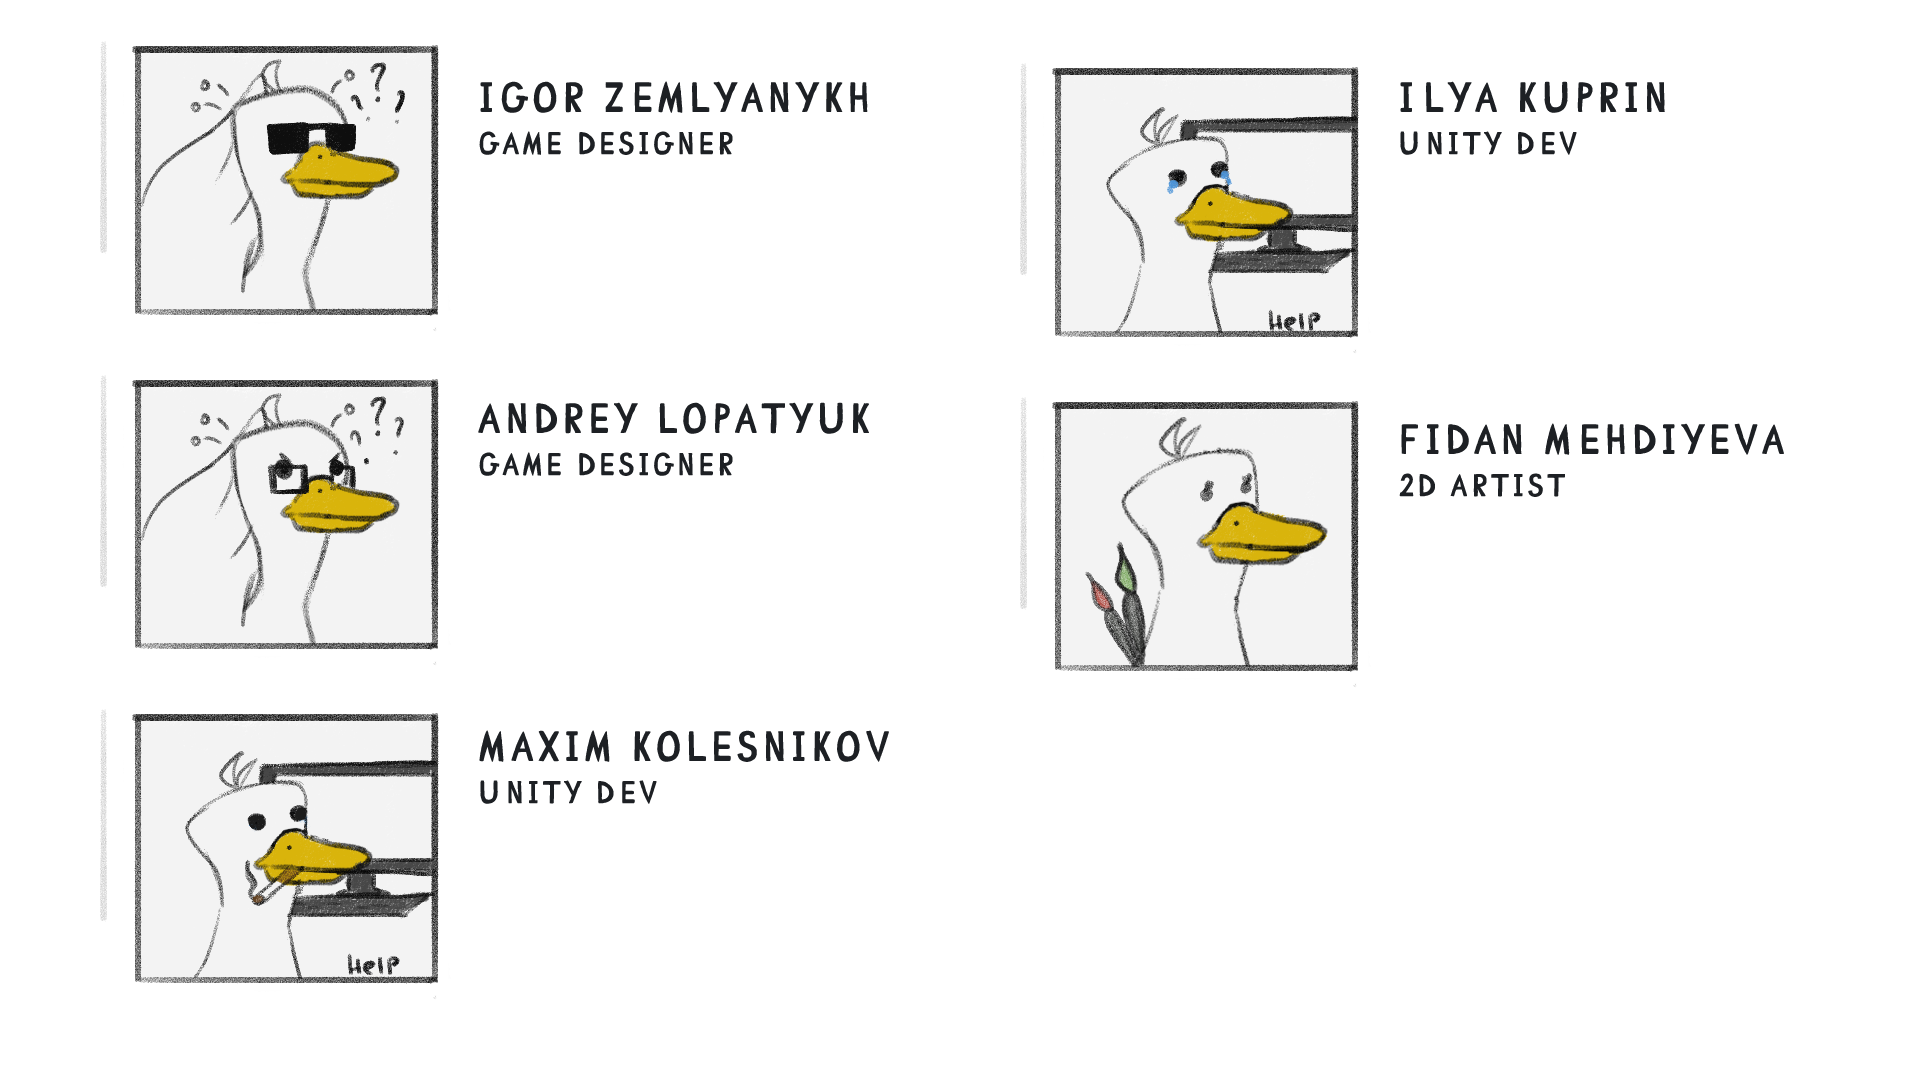 IGOR ZEMLYANYKH
GAME DESIGNER
???
ANDREY LOPATYUK
GAME DESIGNER
???
MAXIM KOLESNIKOV
UNITY DEV
Help
ILYA KUPRIN
UNITY DEV
Help
FIDAN MEHDIYEVA
2D ARTIST